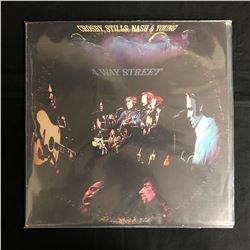 CROSBY, STILLS, NASH & YOUNG
4 WAY STREET